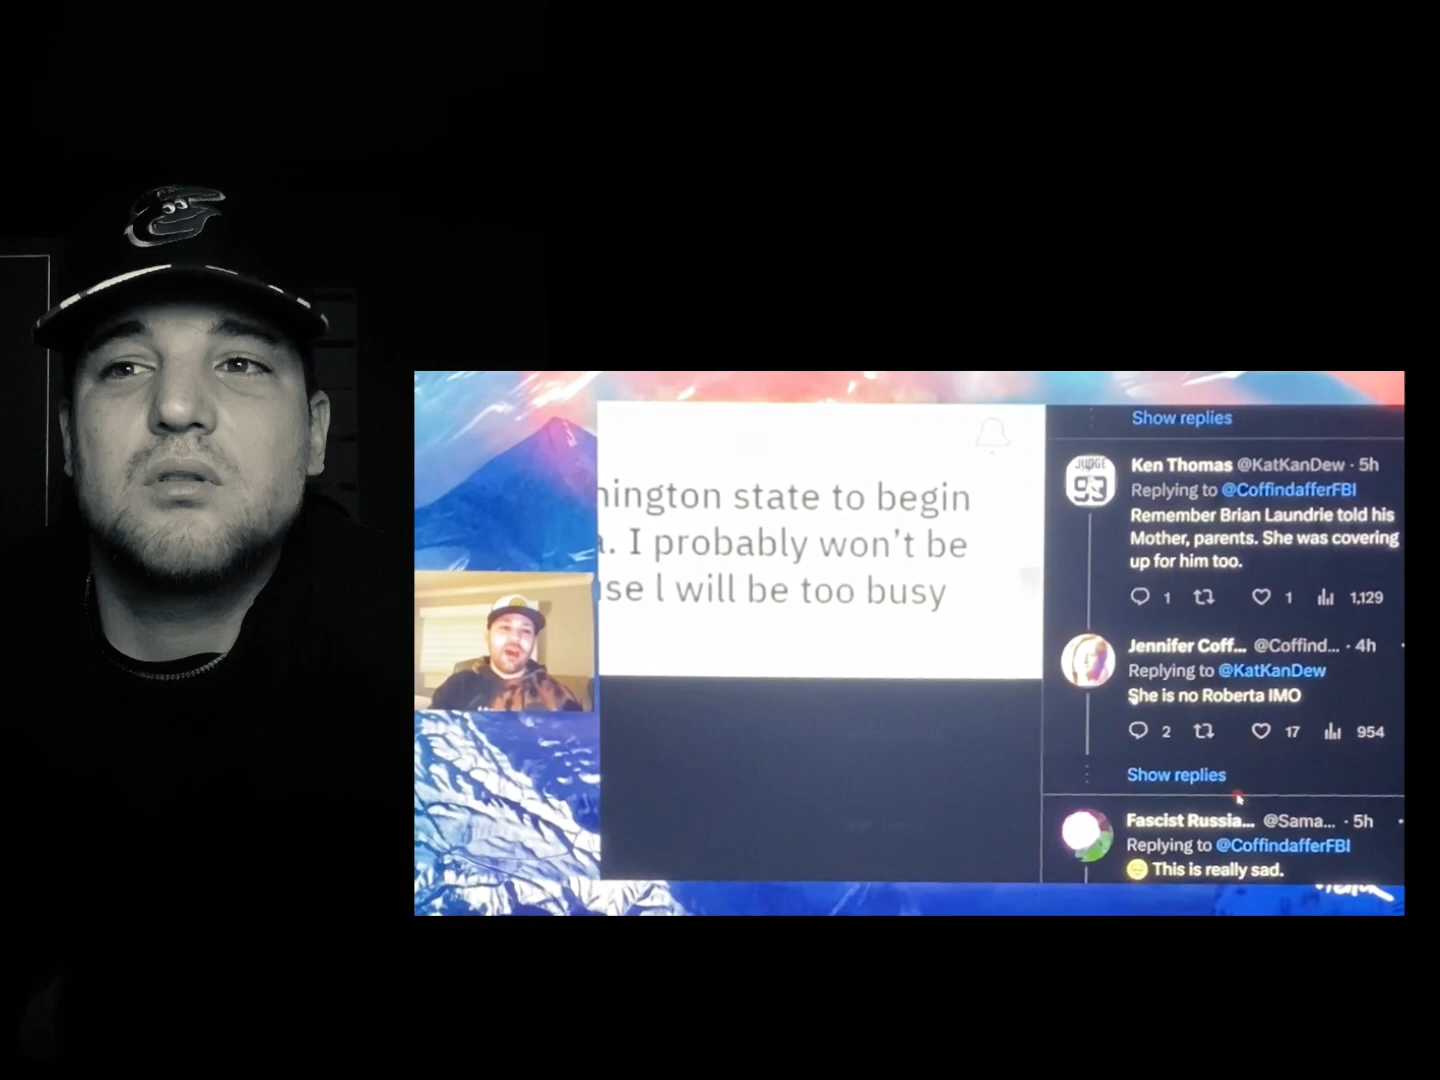 hington state to begin
. I probably won't be
se l will be too busy
Show replies
Ken Thomas @KatKanDew · 5h
Replying to @CoffindafferFBI
Remember Brian Laundrie told his
Mother, parents. She was covering
up for him too.
1 1 1,129
Jennifer Coff... @Coffind... · 4h
Replying to @KatKanDew
She is no Roberta IMO
2 17 954
Show replies
Fascist Russia... @Sama... · 5h
Replying to @CoffindafferFBI
This is really sad.